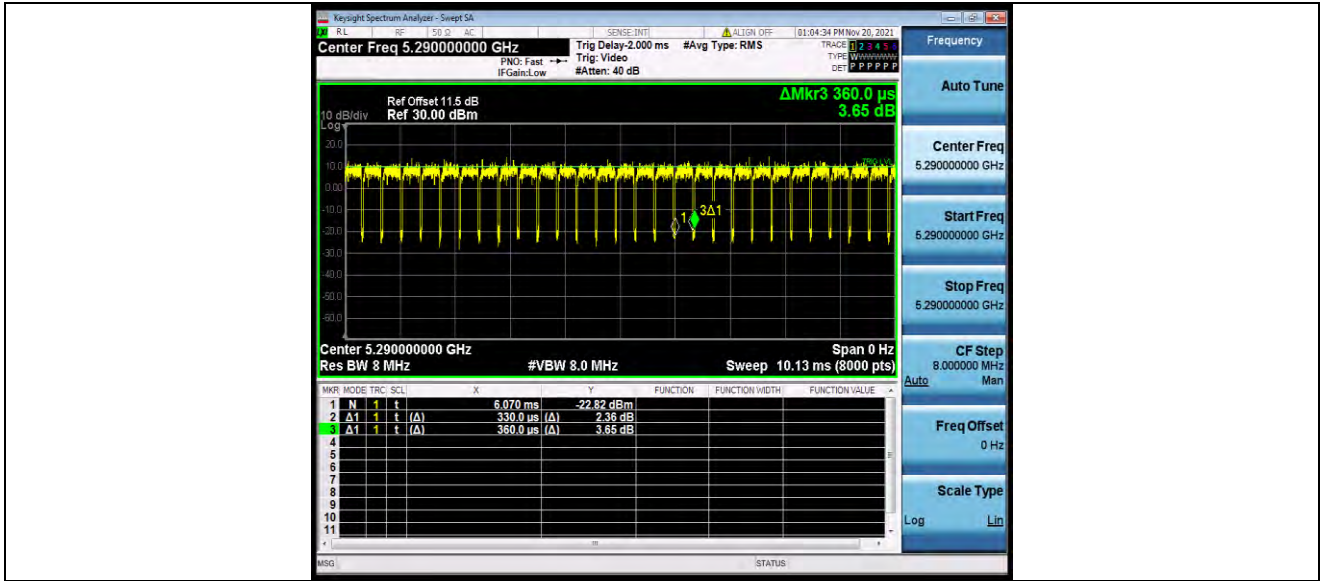 Keysight Spectrum Analyzer - Swept SA
RL RF 50 Ω AC SENSE:INT ALIGN OFF 01:04:34 PM Nov 20, 2021
Center Freq 5.290000000 GHz
PNO: Fast
IFGain:Low
Trig Delay-2.000 ms #Avg Type: RMS
Trig: Video
#Atten: 40 dB
TRACE 1 2 3 4 5 6
TYPE WWWWWW
DET P P P P P P
ΔMkr3 360.0 µs
3.65 dB
Ref Offset 11.5 dB
10 dB/div Ref 30.00 dBm
Log
20.0
10.0
TRIG LVL
0.00
-10.0
1 3Δ1
-20.0
-30.0
-40.0
-50.0
-60.0
Center 5.290000000 GHz Span 0 Hz
Res BW 8 MHz #VBW 8.0 MHz Sweep 10.13 ms (8000 pts)
MKR MODE TRC SCL X Y FUNCTION FUNCTION WIDTH FUNCTION VALUE
1 N 1 t 6.070 ms -22.82 dBm
2 Δ1 1 t (Δ) 330.0 µs (Δ) 2.36 dB
3 Δ1 1 t (Δ) 360.0 µs (Δ) 3.65 dB
4
5
6
7
8
9
10
11
MSG STATUS
Frequency
Auto Tune
Center Freq
5.290000000 GHz
Start Freq
5.290000000 GHz
Stop Freq
5.290000000 GHz
CF Step
8.000000 MHz
Auto Man
Freq Offset
0 Hz
Scale Type
Log Lin